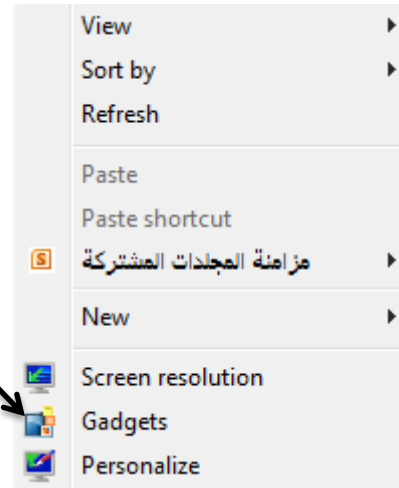 View
Sort by
Refresh
Paste
Paste shortcut
مزامنة المجلدات المشتركة
New
Screen resolution
Gadgets
Personalize